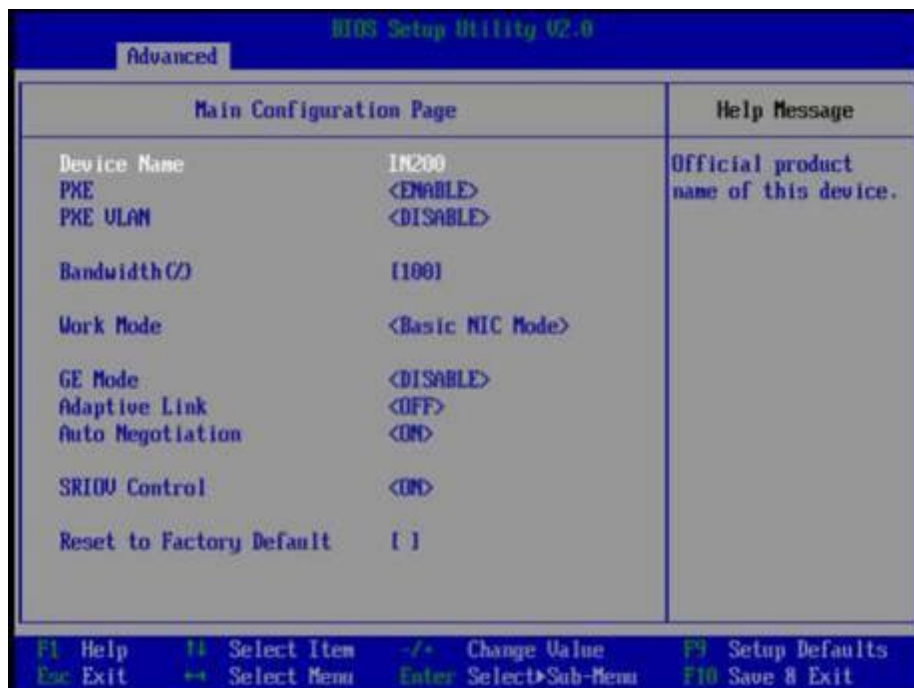 BIOS Setup Utility V2.0
Advanced
Main Configuration Page
Help Message
Device Name IN200
Official product
PXE <ENABLE>
name of this device.
PXE VLAN <DISABLE>
Bandwidth(%) [100]
Work Mode <Basic NIC Mode>
GE Mode <DISABLE>
Adaptive Link <OFF>
Auto Negotiation <ON>
SRIOV Control <ON>
Reset to Factory Default [ ]
F1 Help ↑↓ Select Item -/+ Change Value F9 Setup Defaults
Esc Exit ←→ Select Menu Enter Select▶Sub-Menu F10 Save & Exit